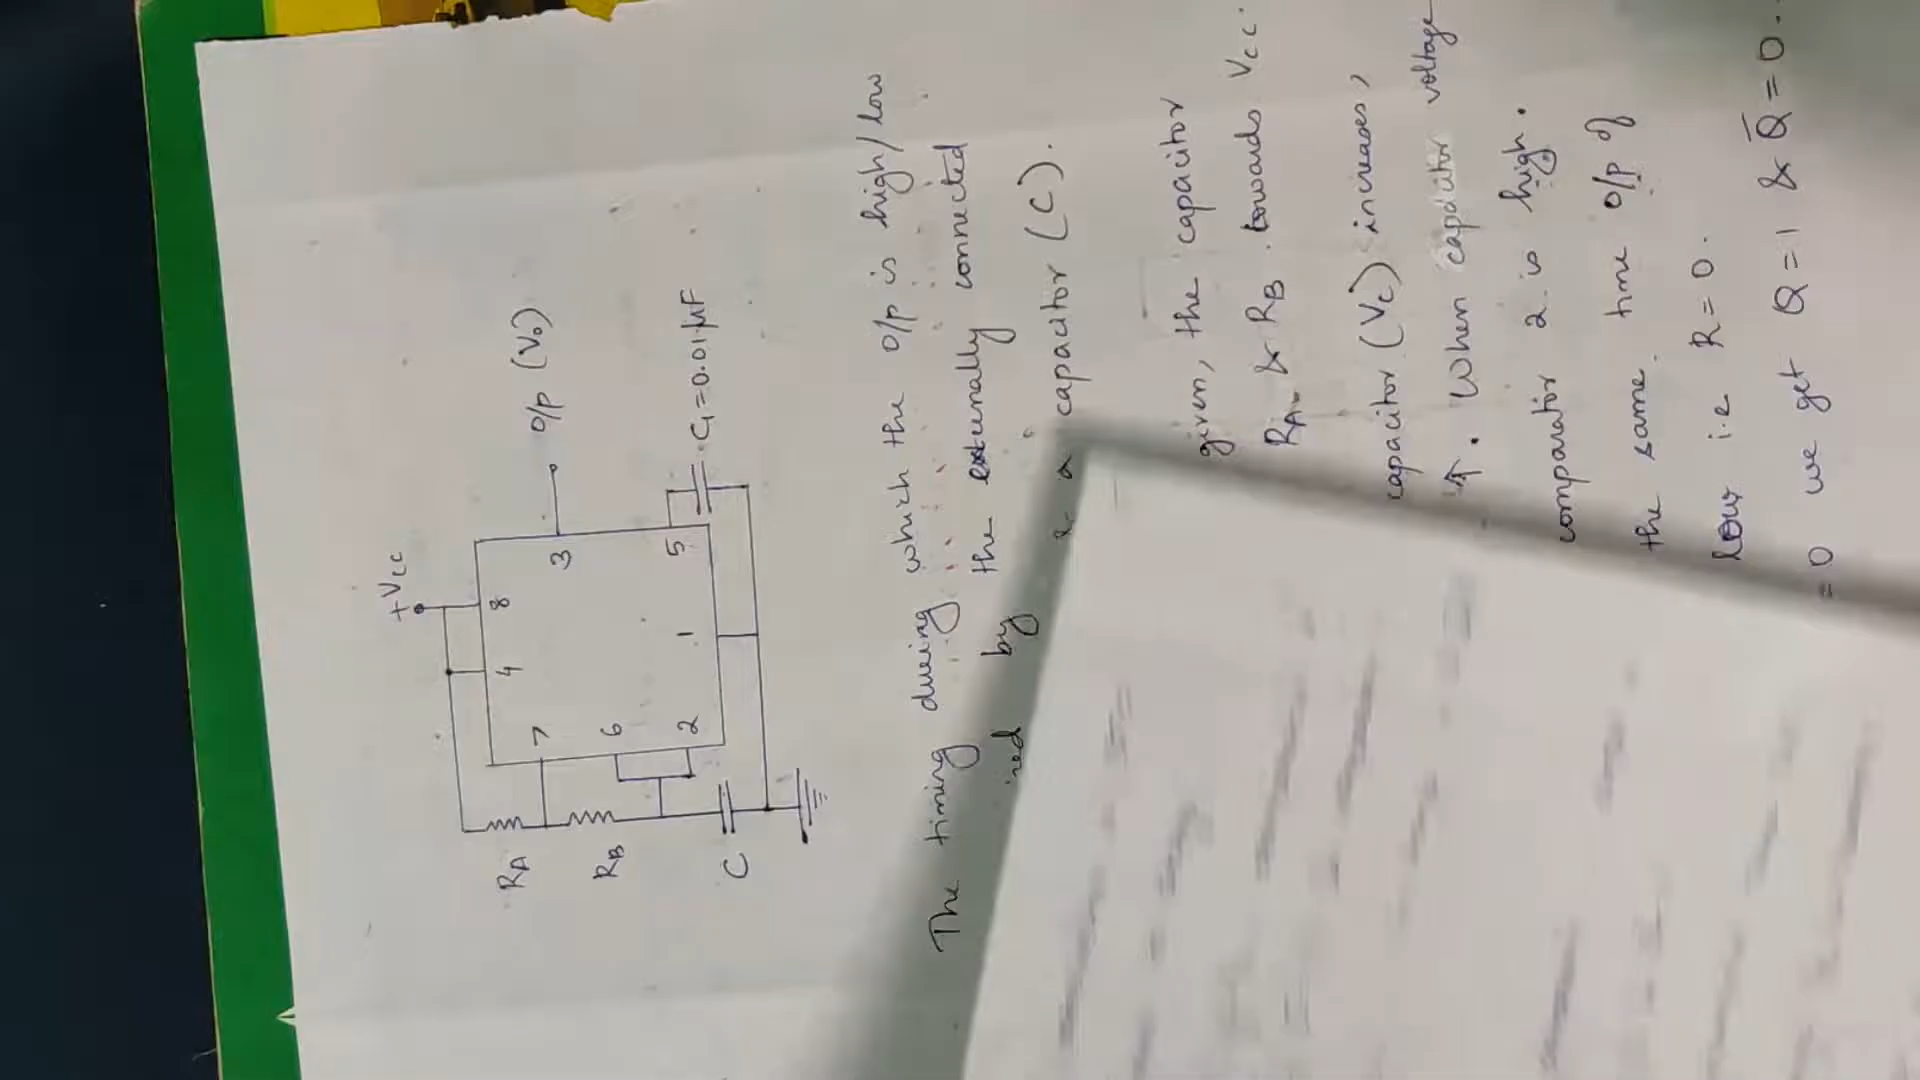 +Vcc
4 8
RA
7
3
o/p (V₀)
RB
6
2
1
5
C₁=0.01μF
C
The timing during which the o/p is high/low
by the externally connected
& a capacitor (C).
given, the capacitor
RA & RB towards Vcc.
capacitor (Vc) increases,
. When capacitor voltage
comparator 2 is high.
the same time o/p of
low i.e R=0.
=0 we get Q=1 & Q̅=0.